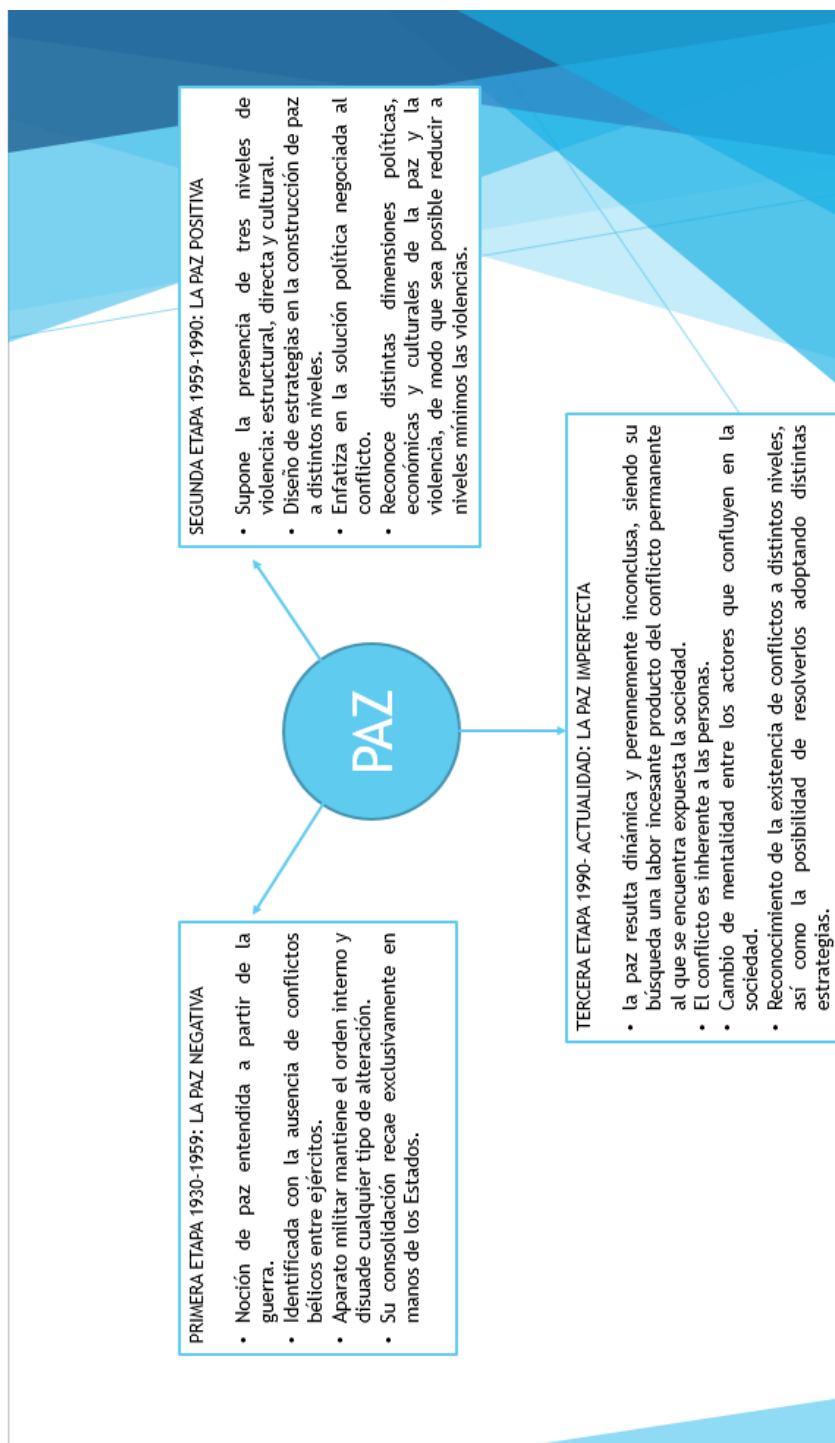 PRIMERA ETAPA 1930-1959: LA PAZ NEGATIVA
• Noción de paz entendida a partir de la
guerra.
• Identificada con la ausencia de conflictos
bélicos entre ejércitos.
• Aparato militar mantiene el orden interno y
disuade cualquier tipo de alteración.
• Su consolidación recae exclusivamente en
manos de los Estados.
PAZ
SEGUNDA ETAPA 1959-1990: LA PAZ POSITIVA
• Supone la presencia de tres niveles de
violencia: estructural, directa y cultural.
• Diseño de estrategias en la construcción de paz
a distintos niveles.
• Enfatiza en la solución política negociada al
conflicto.
• Reconoce distintas dimensiones políticas,
económicas y culturales de la paz y la
violencia, de modo que sea posible reducir a
niveles mínimos las violencias.
TERCERA ETAPA 1990- ACTUALIDAD: LA PAZ IMPERFECTA
• la paz resulta dinámica y perennemente inconclusa, siendo su
búsqueda una labor incesante producto del conflicto permanente
al que se encuentra expuesta la sociedad.
• El conflicto es inherente a las personas.
• Cambio de mentalidad entre los actores que confluyen en la
sociedad.
• Reconocimiento de la existencia de conflictos a distintos niveles,
así como la posibilidad de resolverlos adoptando distintas
estrategias.